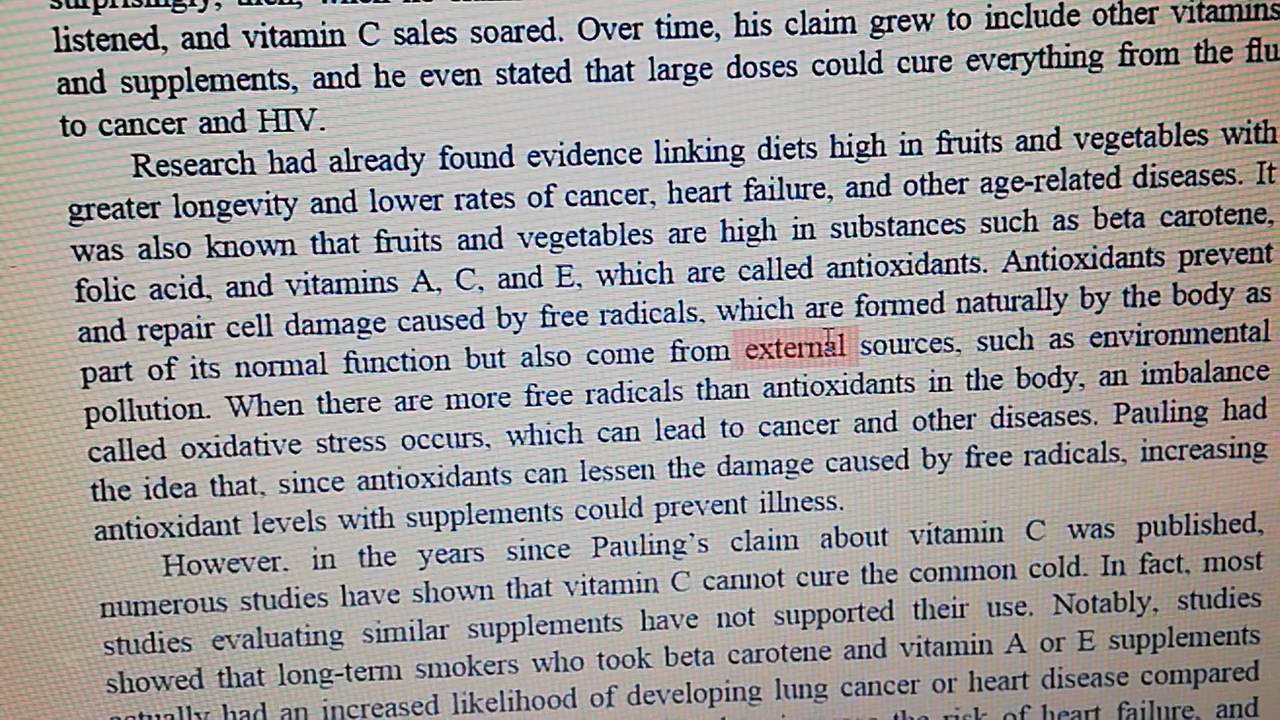 surprisingly, then, when he
listened, and vitamin C sales soared. Over time, his claim grew to include other vitamins
and supplements, and he even stated that large doses could cure everything from the flu
to cancer and HIV.
Research had already found evidence linking diets high in fruits and vegetables with
greater longevity and lower rates of cancer, heart failure, and other age-related diseases. It
was also known that fruits and vegetables are high in substances such as beta carotene,
folic acid, and vitamins A, C, and E, which are called antioxidants. Antioxidants prevent
and repair cell damage caused by free radicals, which are formed naturally by the body as
part of its normal function but also come from external sources, such as environmental
pollution. When there are more free radicals than antioxidants in the body, an imbalance
called oxidative stress occurs, which can lead to cancer and other diseases. Pauling had
the idea that, since antioxidants can lessen the damage caused by free radicals, increasing
antioxidant levels with supplements could prevent illness.
However, in the years since Pauling's claim about vitamin C was published,
numerous studies have shown that vitamin C cannot cure the common cold. In fact, most
studies evaluating similar supplements have not supported their use. Notably, studies
showed that long-term smokers who took beta carotene and vitamin A or E supplements
actually had an increased likelihood of developing lung cancer or heart disease compared
the risk of heart failure, and